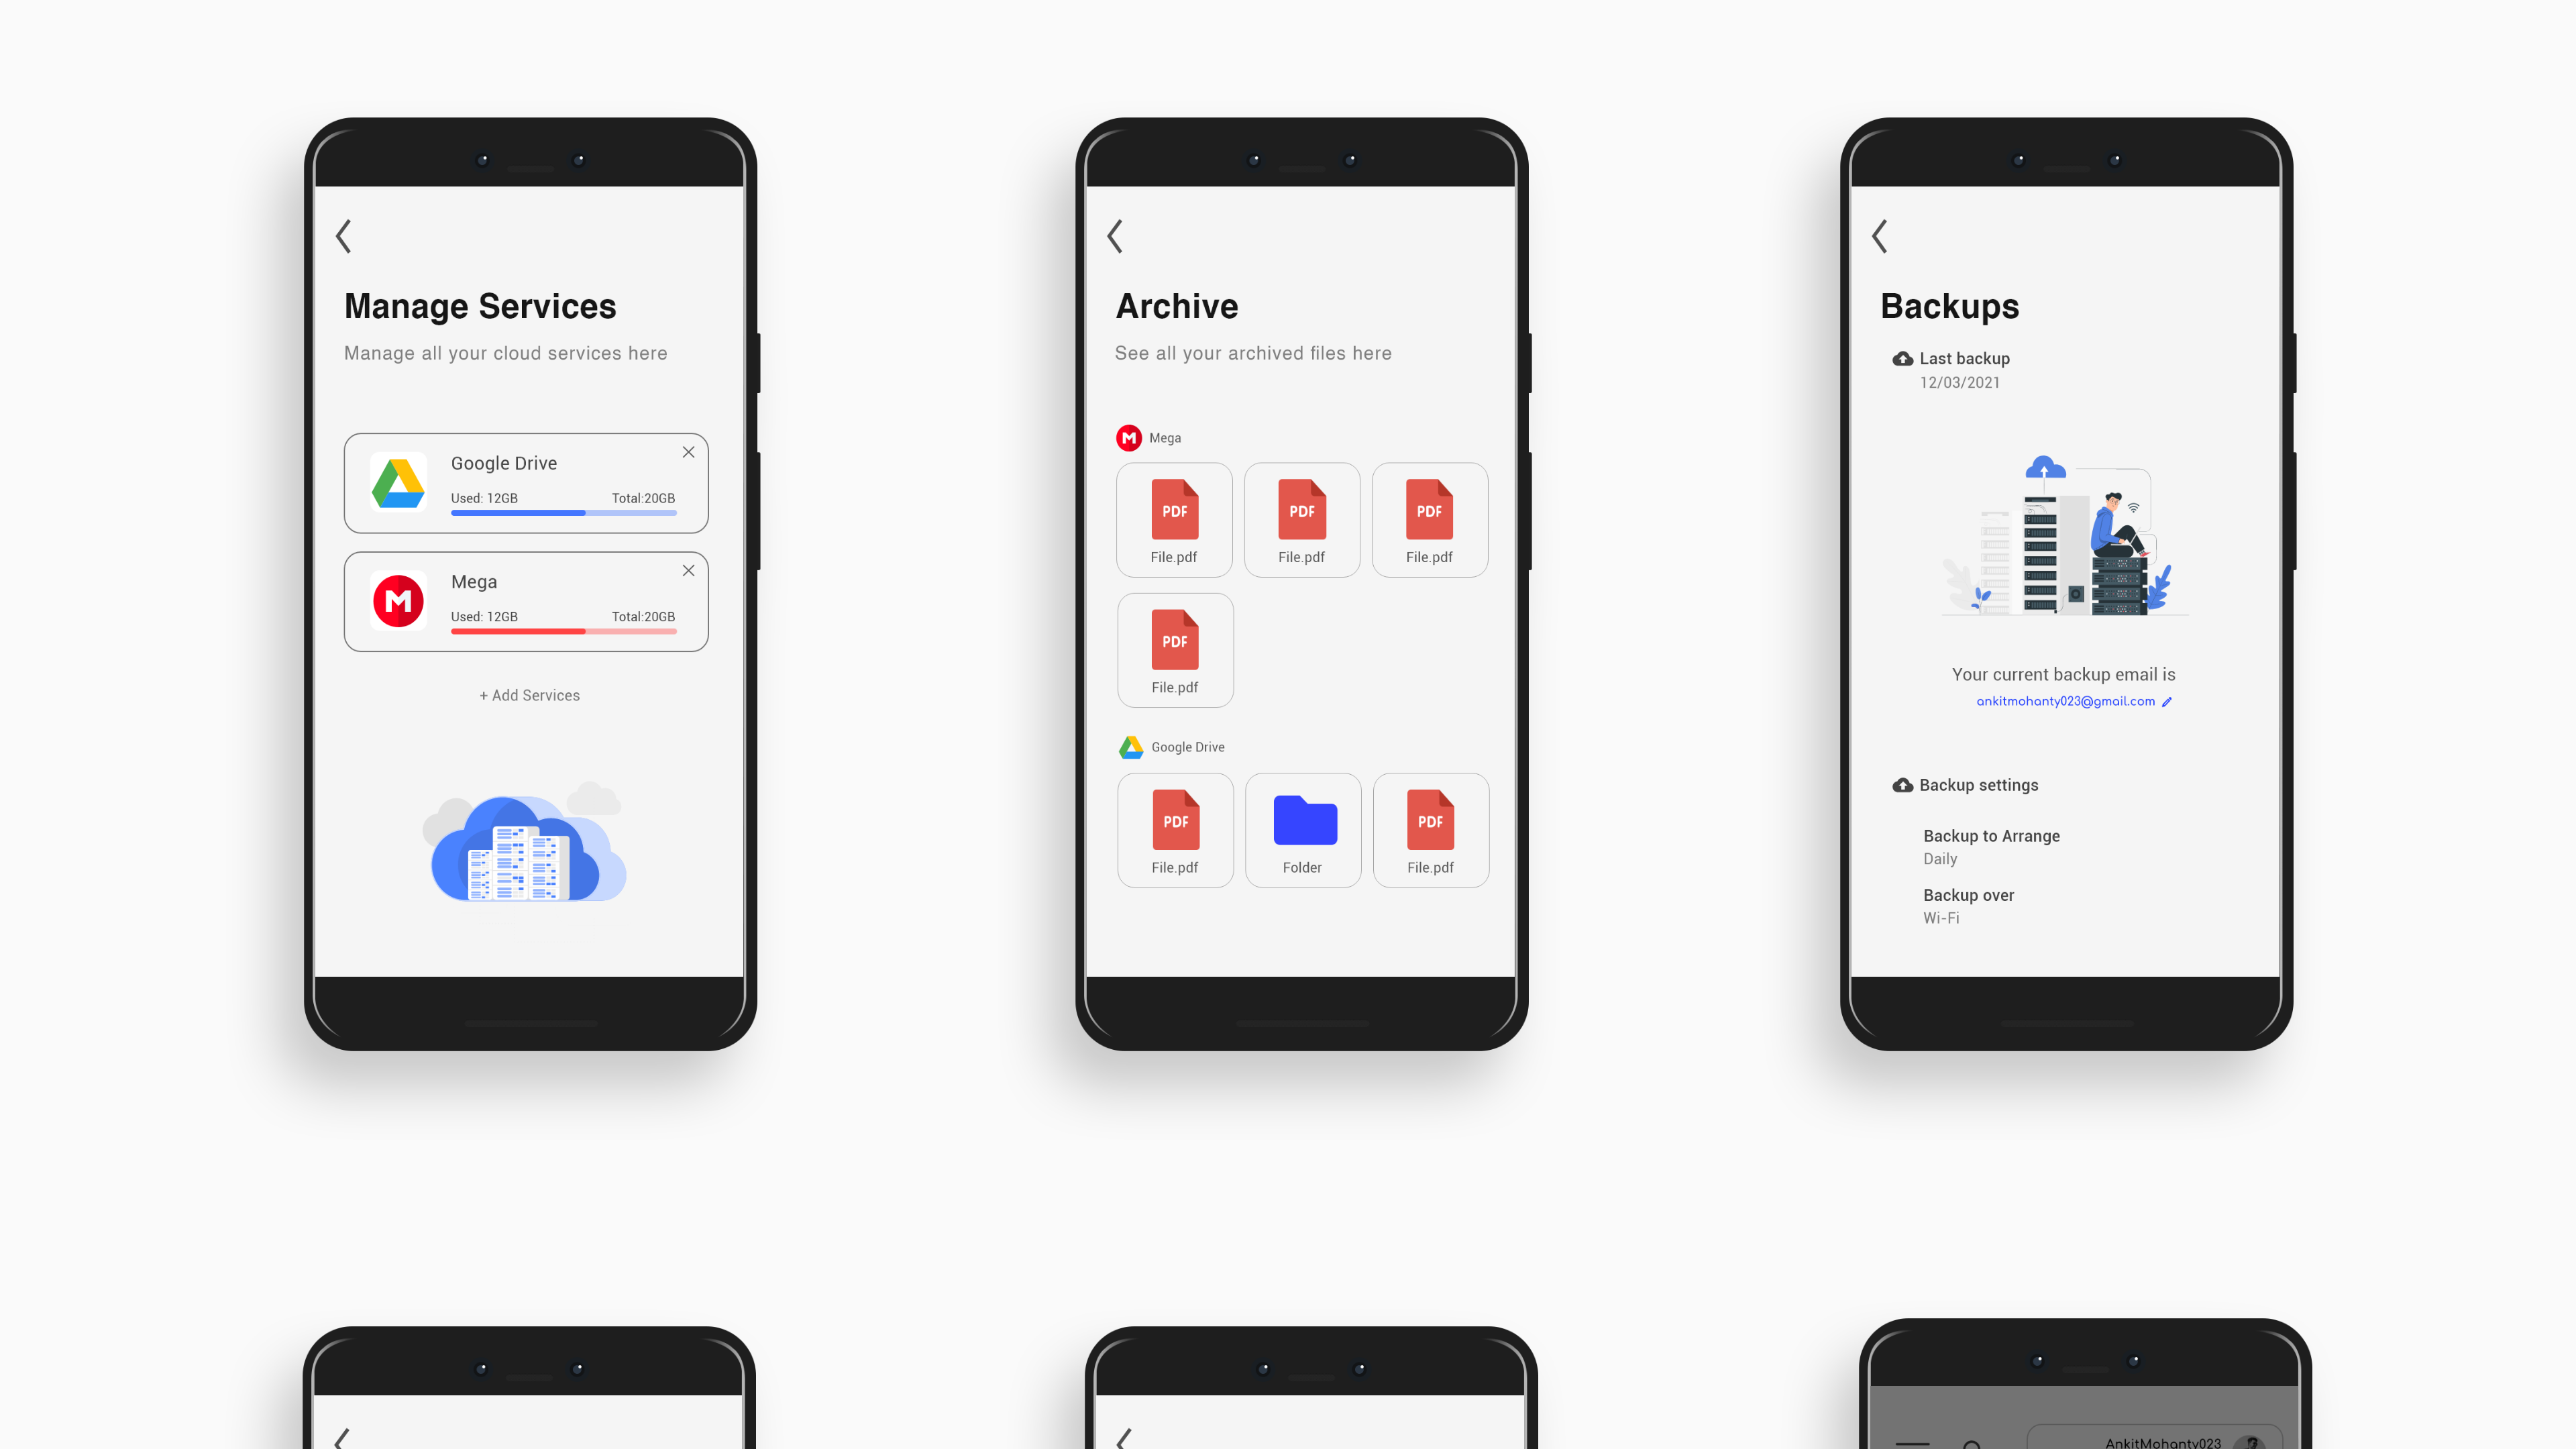 Manage Services
Manage all your cloud services here
Google Drive
Used: 12GB Total:20GB
Mega
Used: 12GB Total:20GB
+ Add Services
Archive
See all your archived files here
Mega
PDF PDF PDF
File.pdf File.pdf File.pdf
PDF
File.pdf
Google Drive
PDF PDF
File.pdf Folder File.pdf
Backups
Last backup
12/03/2021
Your current backup email is
ankitmohanty023@gmail.com
Backup settings
Backup to Arrange
Daily
Backup over
Wi-Fi
AnkitMohanty023